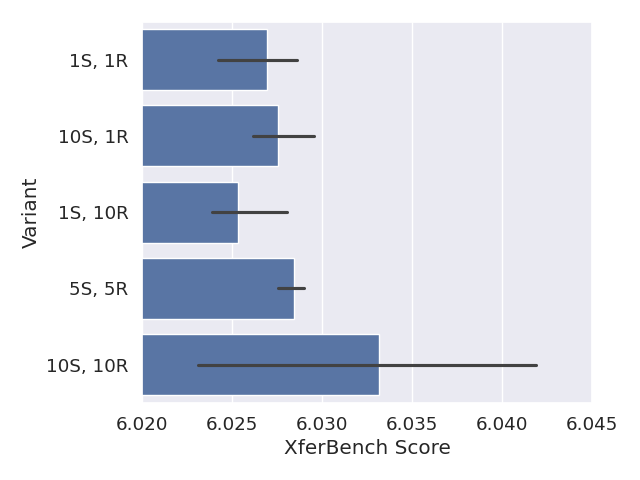 Variant
1S, 1R
10S, 1R
1S, 10R
5S, 5R
10S, 10R
6.020 6.025 6.030 6.035 6.040 6.045
XferBench Score